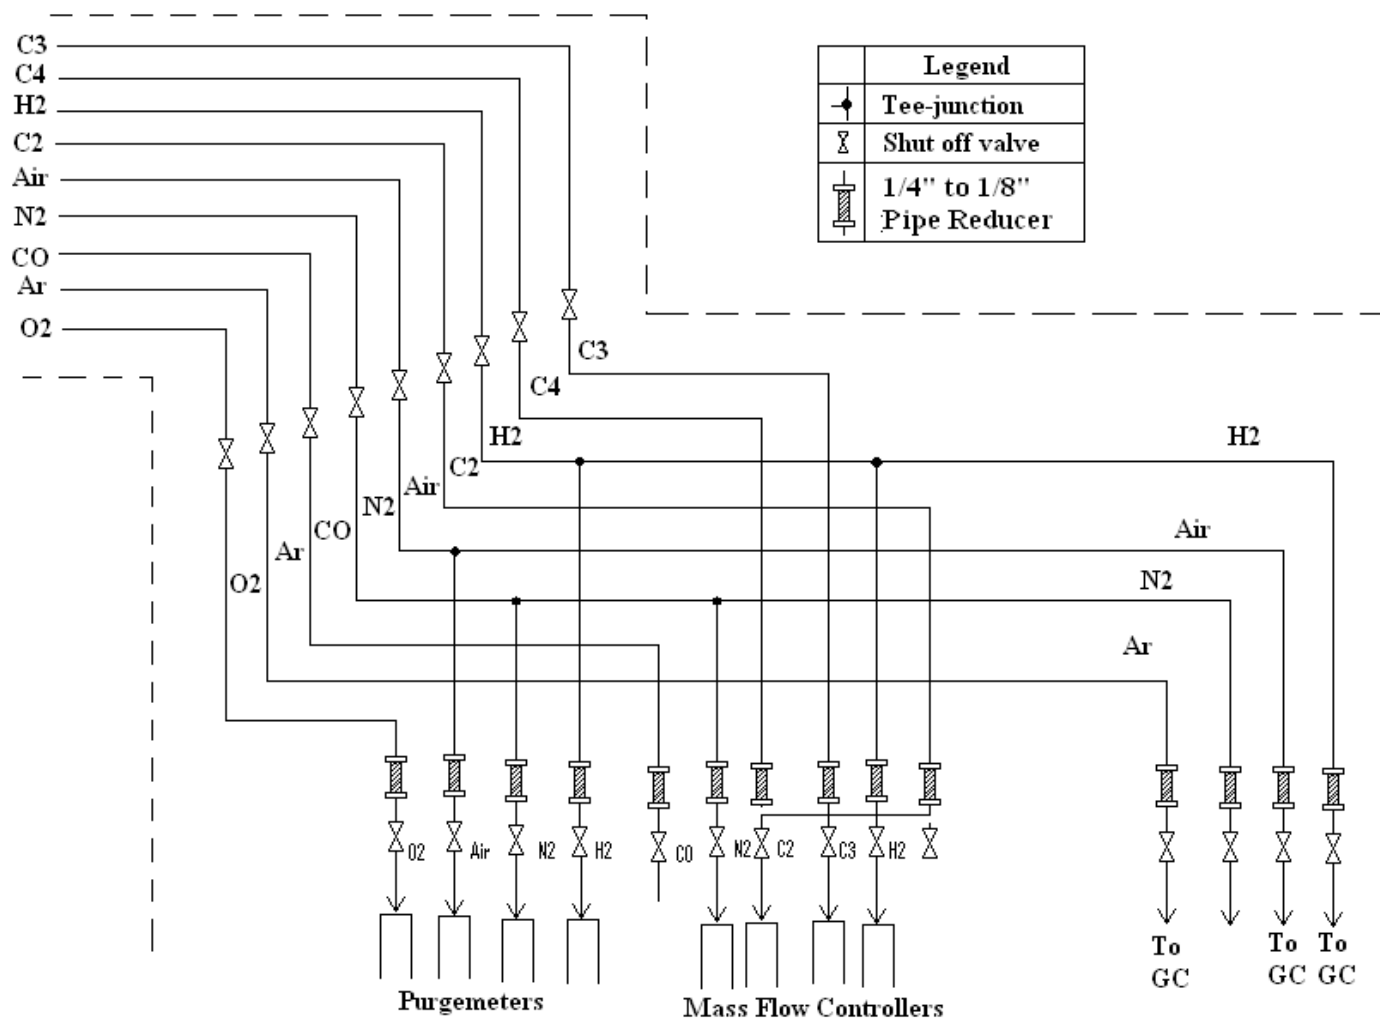 C3
C4
H2
C2
Air
N2
CO
Ar
O2
Legend
Tee-junction
Shut off valve
1/4" to 1/8"
Pipe Reducer
C3
C4
H2
H2
C2
Air
N2
CO
Ar
O2
Air
N2
Ar
O2
Air
N2
H2
CO
N2
C2
C3
H2
To
GC
To
GC
To
GC
Purgemeters
Mass Flow Controllers